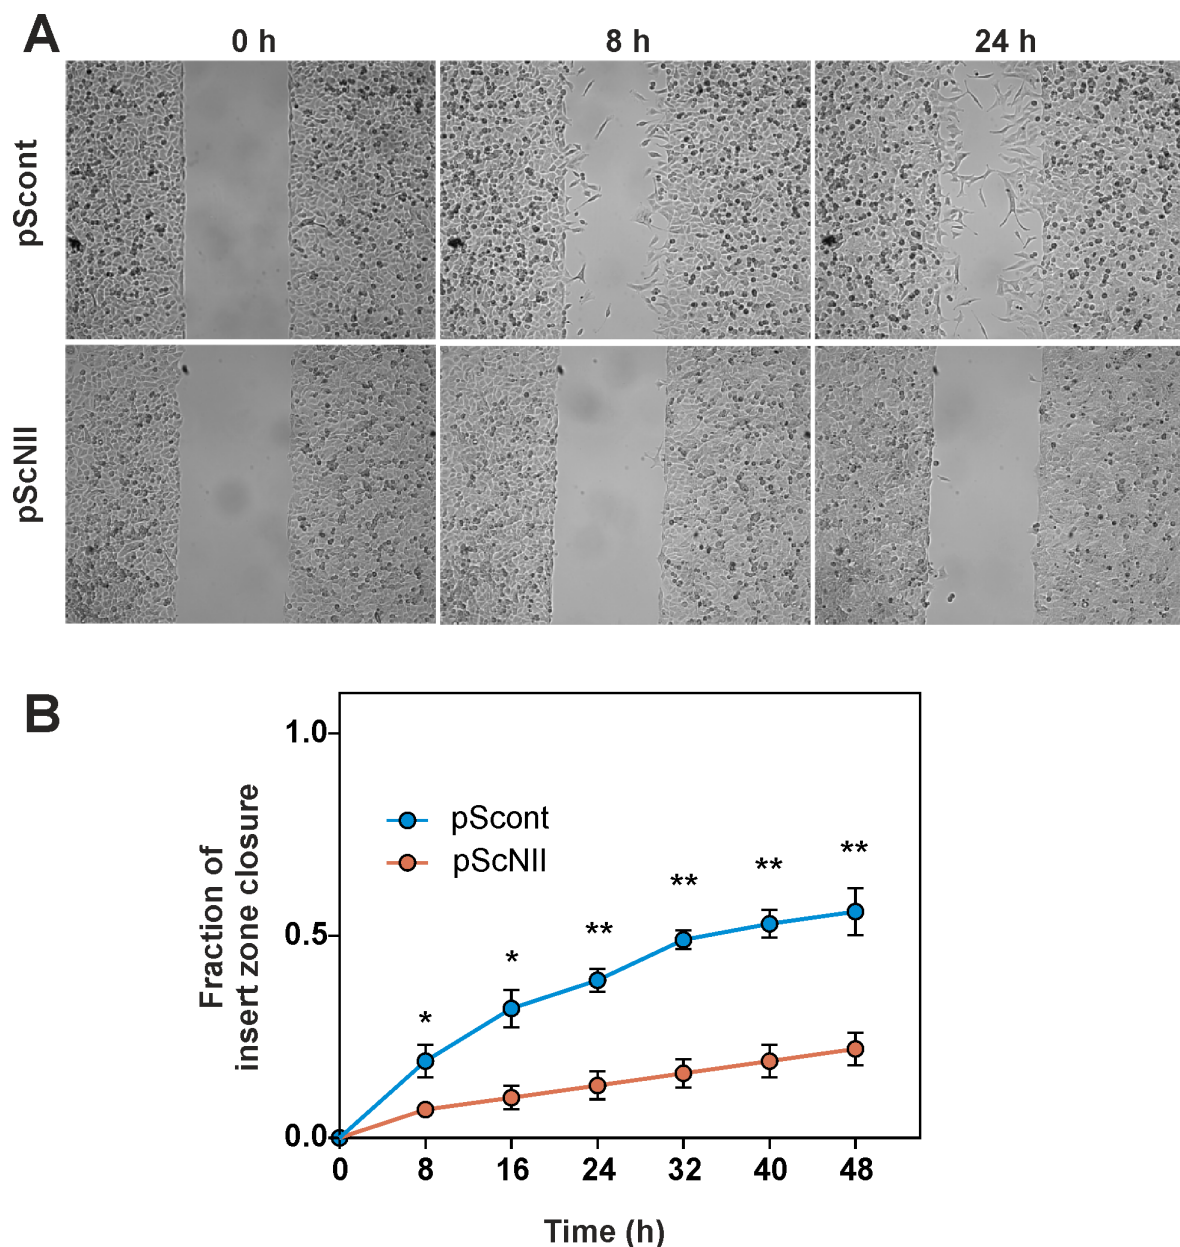 A
0 h
8 h
24 h
pScont
pScNII
B
1.0
0.5
0.0
Fraction of
insert zone closure
pScont
pScNII
*
*
**
**
**
**
0
8
16
24
32
40
48
Time (h)